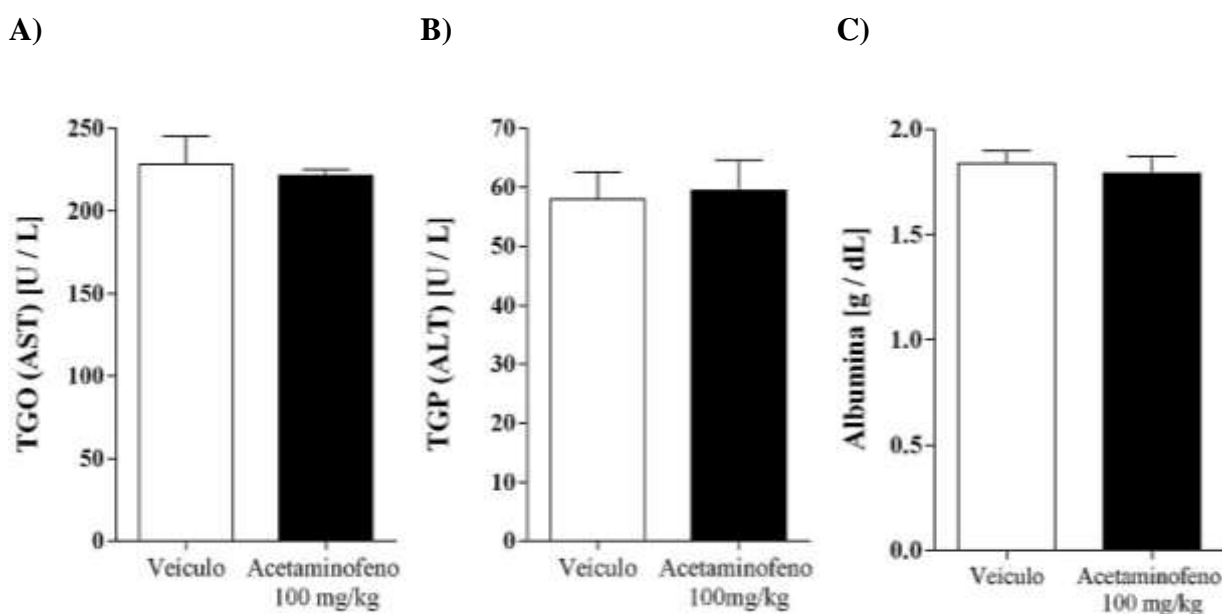 A)
B)
C)
TGO (AST) [U / L]
250
200
150
100
50
0
Veiculo
Acetaminofeno
100 mg/kg
TGP (ALT) [U / L]
70
60
50
40
30
20
10
0
Veiculo
Acetaminofeno
100mg/kg
Albumina [g / dL]
2.0
1.5
1.0
0.5
0.0
Veiculo
Acetaminofeno
100 mg/kg